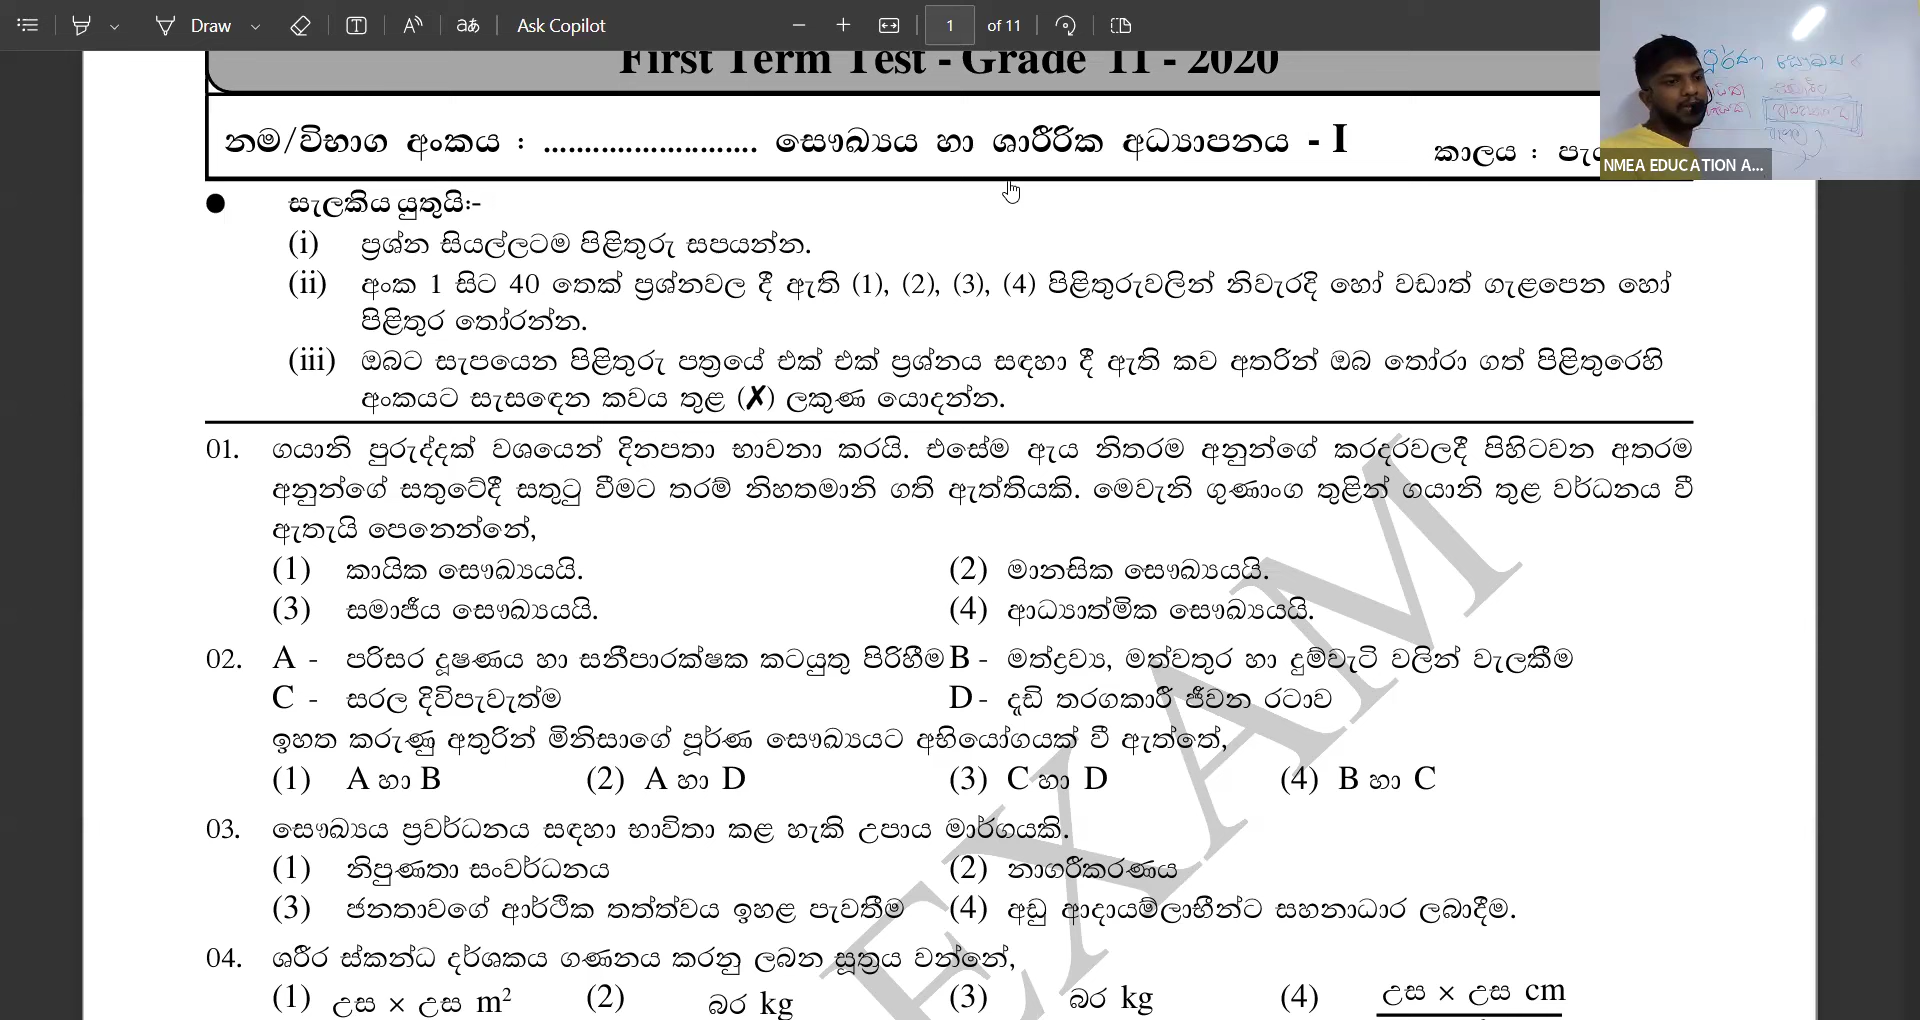 Draw
Ask Copilot
1 of 11
First Term Test - Grade 11 - 2020
නම/විභාග අංකය : ........................... සෞඛ්‍යය හා ශාරීරික අධ්‍යාපනය - I
කාලය :
NMEA EDUCATION A...
● සැලකිය යුතුයි:-
(i) ප්‍රශ්න සියල්ලටම පිළිතුරු සපයන්න.
(ii) අංක 1 සිට 40 තෙක් ප්‍රශ්නවල දී ඇති (1), (2), (3), (4) පිළිතුරුවලින් නිවැරදි හෝ වඩාත් ගැළපෙන හෝ
පිළිතුර තෝරන්න.
(iii) ඔබට සැපයෙන පිළිතුරු පත්‍රයේ එක් එක් ප්‍රශ්නය සඳහා දී ඇති කව අතරින් ඔබ තෝරා ගත් පිළිතුරෙහි
අංකයට සැසඳෙන කවය තුළ (✗) ලකුණ යොදන්න.
01. ගයානි පුරුද්දක් වශයෙන් දිනපතා භාවනා කරයි. එසේම ඇය නිතරම අනුන්ගේ කරදරවලදී පිහිටවන අතරම
අනුන්ගේ සතුටේදී සතුටු වීමට තරම් නිහතමානි ගති ඇත්තියකි. මෙවැනි ගුණාංග තුළින් ගයානි තුළ වර්ධනය වී
ඇතැයි පෙනෙන්නේ,
(1) කායික සෞඛ්‍යයයි. (2) මානසික සෞඛ්‍යයයි.
(3) සමාජීය සෞඛ්‍යයයි. (4) ආධ්‍යාත්මික සෞඛ්‍යයයි.
02. A - පරිසර දූෂණය හා සනීපාරක්ෂක කටයුතු පිරිහීම B - මත්ද්‍රව්‍ය, මත්වතුර හා දුම්වැටි වලින් වැලකීම
C - සරල දිවිපැවැත්ම D - දැඩි තරගකාරී ජීවන රටාව
ඉහත කරුණු අතුරින් මිනිසාගේ පූර්ණ සෞඛ්‍යයට අභියෝගයක් වී ඇත්තේ,
(1) A හා B (2) A හා D (3) C හා D (4) B හා C
03. සෞඛ්‍යය ප්‍රවර්ධනය සඳහා භාවිතා කළ හැකි උපාය මාර්ගයකි.
(1) නිපුණතා සංවර්ධනය (2) නාගරීකරණය
(3) ජනතාවගේ ආර්ථික තත්ත්වය ඉහළ පැවතීම (4) අඩු ආදායම්ලාභීන්ට සහනාධාර ලබාදීම.
04. ශරීර ස්කන්ධ දර්ශකය ගණනය කරනු ලබන සූත්‍රය වන්නේ,
(1) උස × උස m² (2) බර kg (3) බර kg (4) උස × උස cm
EXAM